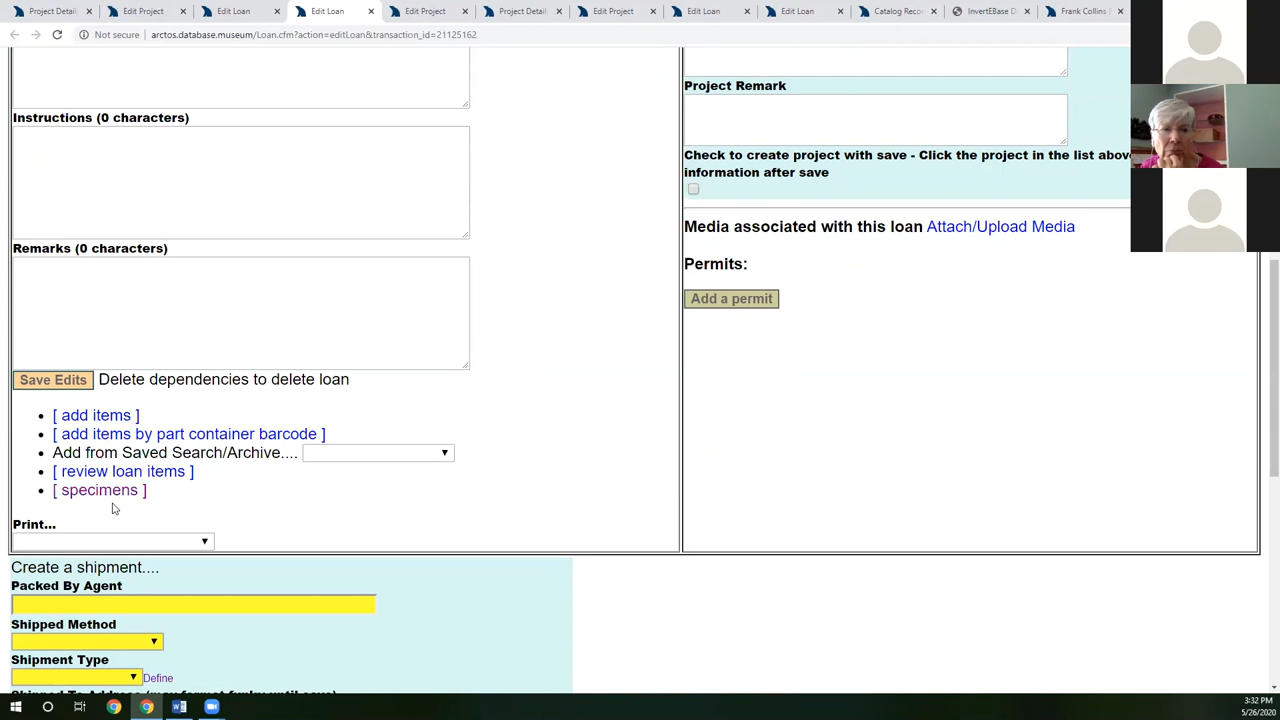 Project Detail
Edit Project
Edit Loan
Edit Loan
Edit Project
Project Detail
Edit Project
Edit Loan
Edit Loan
Catalog Reco
InvertEBase D
Frank Collins
Not secure arctos.database.museum/Loan.cfm?action=editLoan&transaction_id=21125162
Instructions (0 characters)
Remarks (0 characters)
Save Edits Delete dependencies to delete loan
[ add items ]
[ add items by part container barcode ]
Add from Saved Search/Archive....
[ review loan items ]
[ specimens ]
Print...
Create a shipment....
Packed By Agent
Shipped Method
Shipment Type
Define
Project Remark
Check to create project with save - Click the project in the list above
information after save
Media associated with this loan Attach/Upload Media
Permits:
Add a permit
3:32 PM
5/26/2020